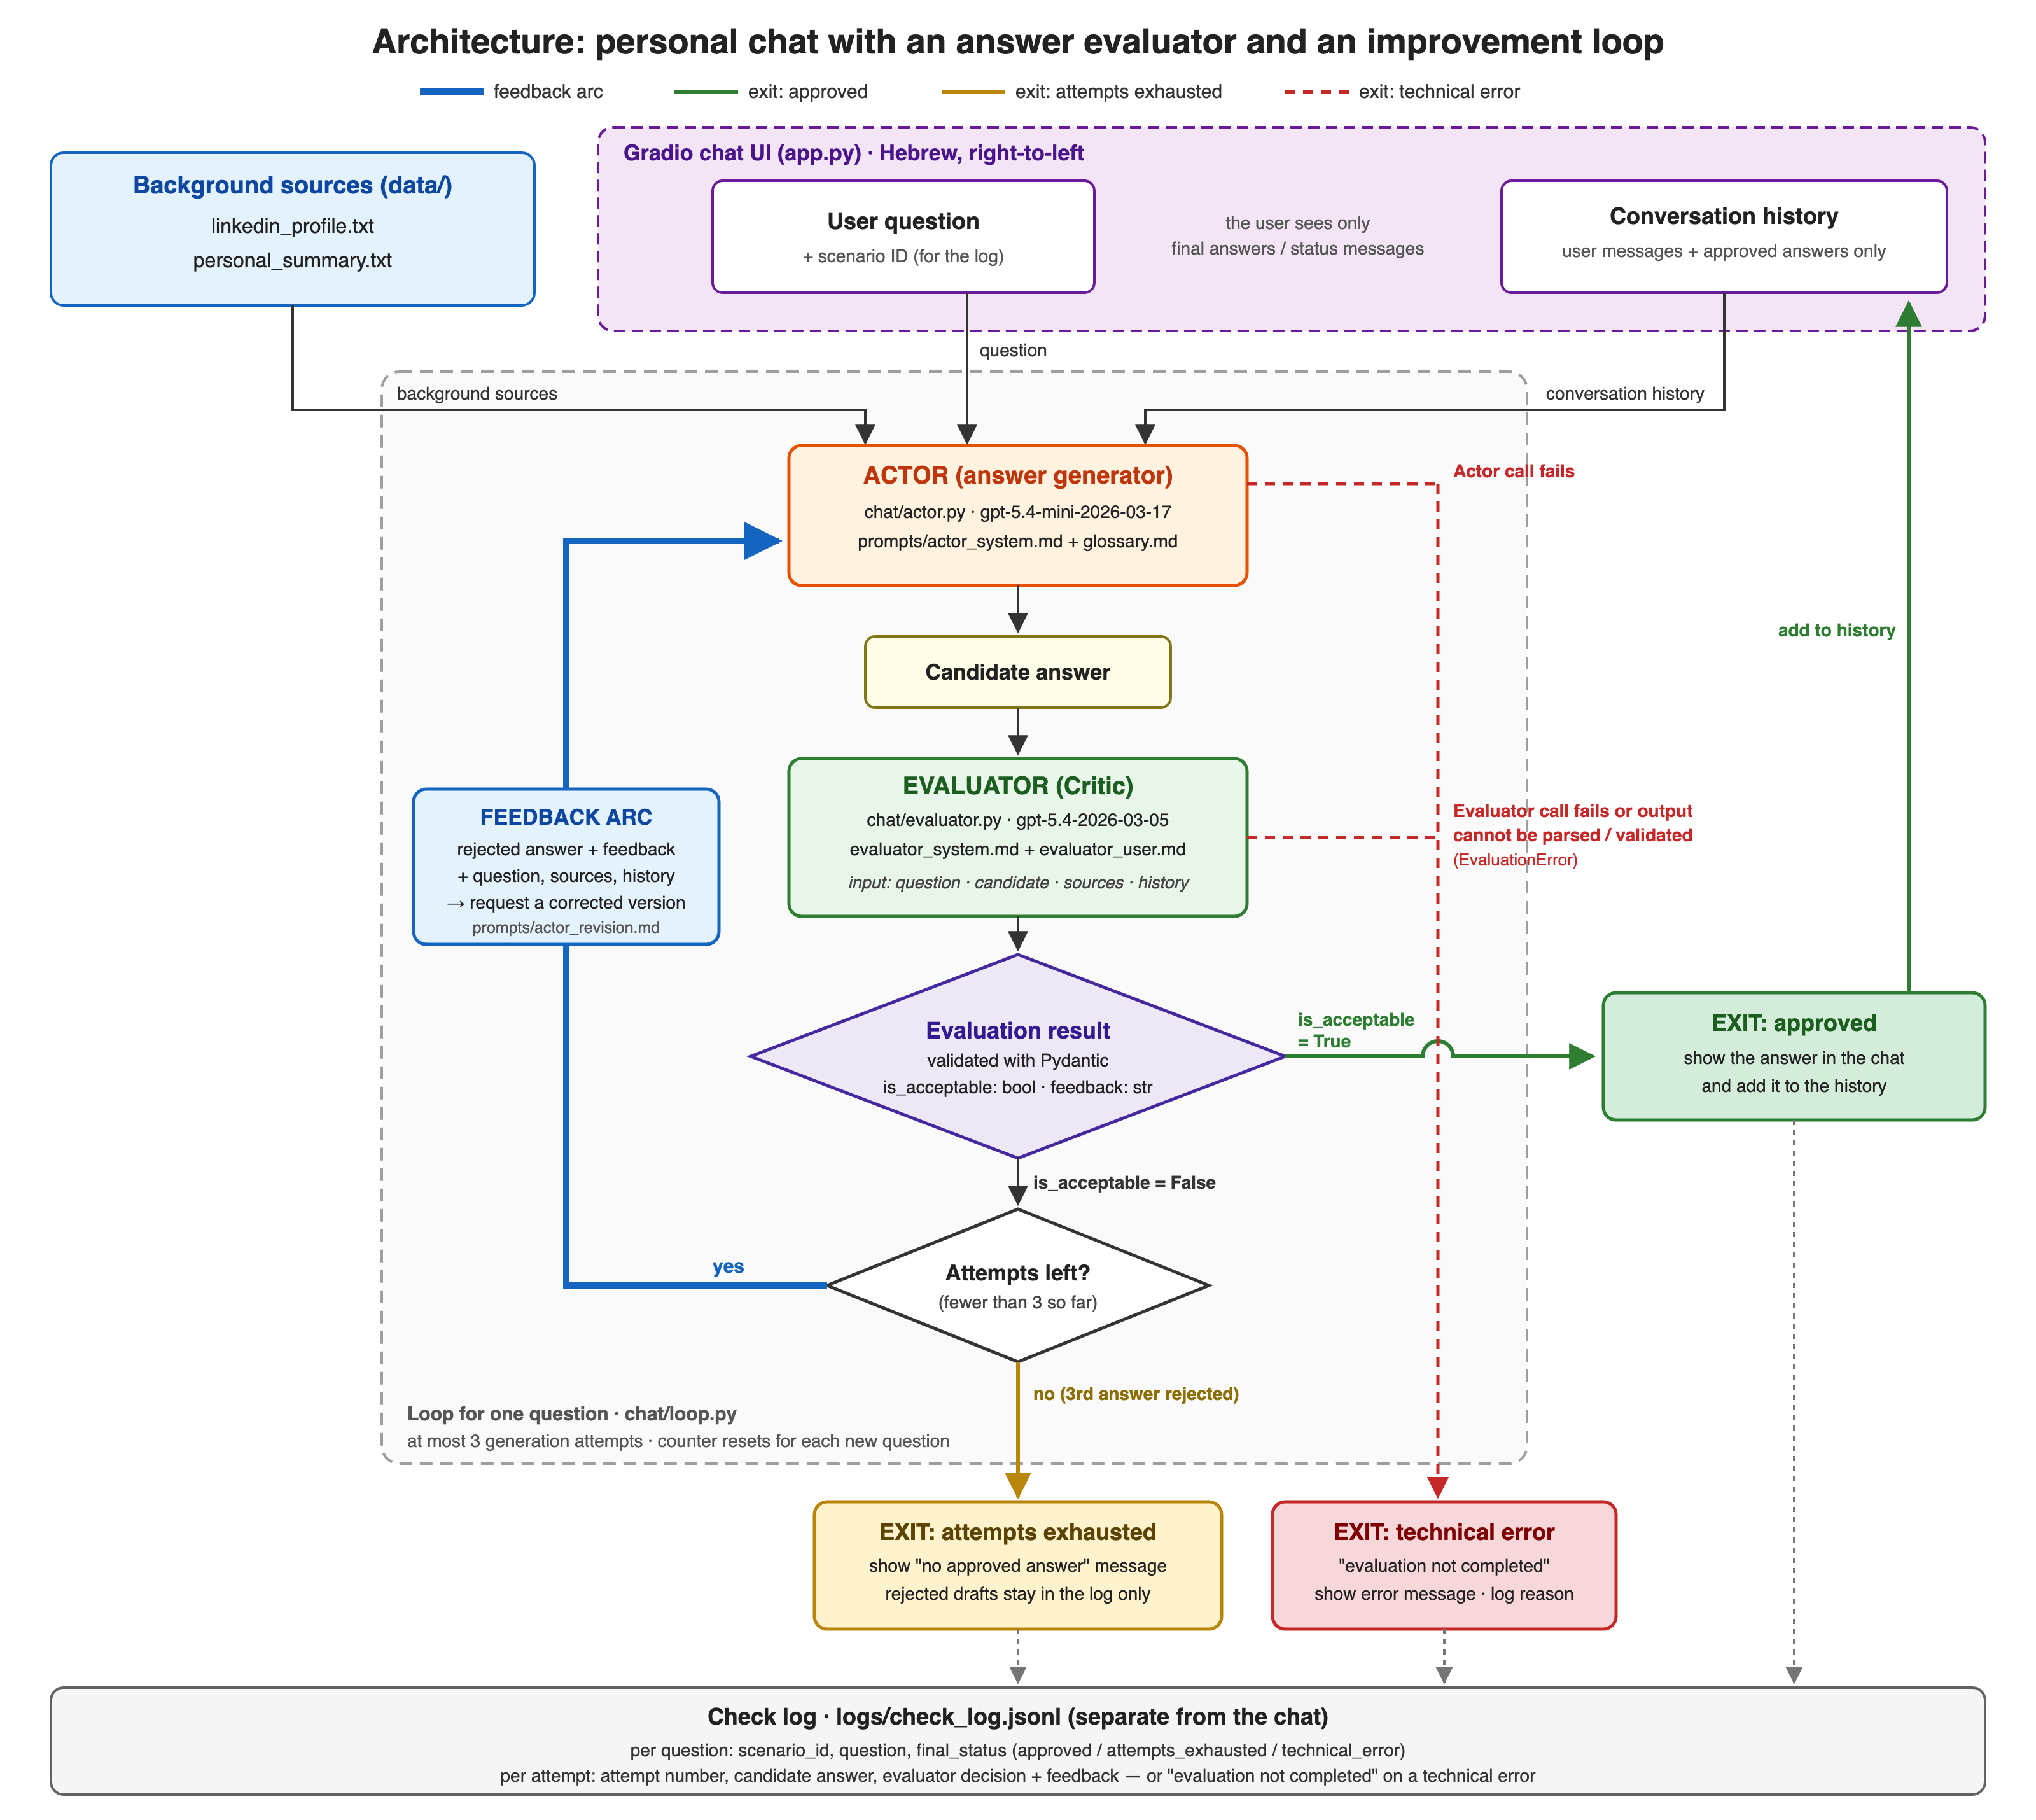 Architecture: personal chat with an answer evaluator and an improvement loop
feedback arc
exit: approved
exit: attempts exhausted
exit: technical error
Background sources (data/)
linkedin_profile.txt
personal_summary.txt
Gradio chat UI (app.py) · Hebrew, right-to-left
User question
+ scenario ID (for the log)
the user sees only
final answers / status messages
Conversation history
user messages + approved answers only
question
background sources
conversation history
ACTOR (answer generator)
chat/actor.py · gpt-5.4-mini-2026-03-17
prompts/actor_system.md + glossary.md
Actor call fails
Candidate answer
add to history
EVALUATOR (Critic)
chat/evaluator.py · gpt-5.4-2026-03-05
evaluator_system.md + evaluator_user.md
input: question · candidate · sources · history
Evaluator call fails or output
cannot be parsed / validated
(EvaluationError)
FEEDBACK ARC
rejected answer + feedback
+ question, sources, history
→ request a corrected version
prompts/actor_revision.md
Evaluation result
validated with Pydantic
is_acceptable: bool · feedback: str
is_acceptable
= True
EXIT: approved
show the answer in the chat
and add it to the history
is_acceptable = False
Attempts left?
(fewer than 3 so far)
yes
no (3rd answer rejected)
Loop for one question · chat/loop.py
at most 3 generation attempts · counter resets for each new question
EXIT: attempts exhausted
show "no approved answer" message
rejected drafts stay in the log only
EXIT: technical error
"evaluation not completed"
show error message · log reason
Check log · logs/check_log.jsonl (separate from the chat)
per question: scenario_id, question, final_status (approved / attempts_exhausted / technical_error)
per attempt: attempt number, candidate answer, evaluator decision + feedback — or "evaluation not completed" on a technical error